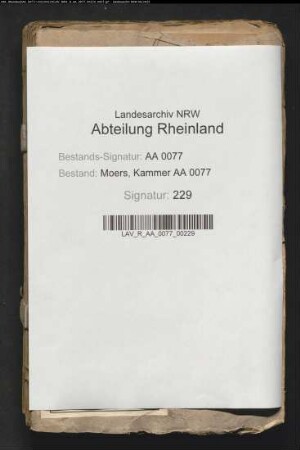 Landesarchiv NRW
Abteilung Rheinland
Bestands-Signatur: AA 0077
Bestand: Moers, Kammer AA 0077
Signatur: 229
LAV_R_AA_0077_00229